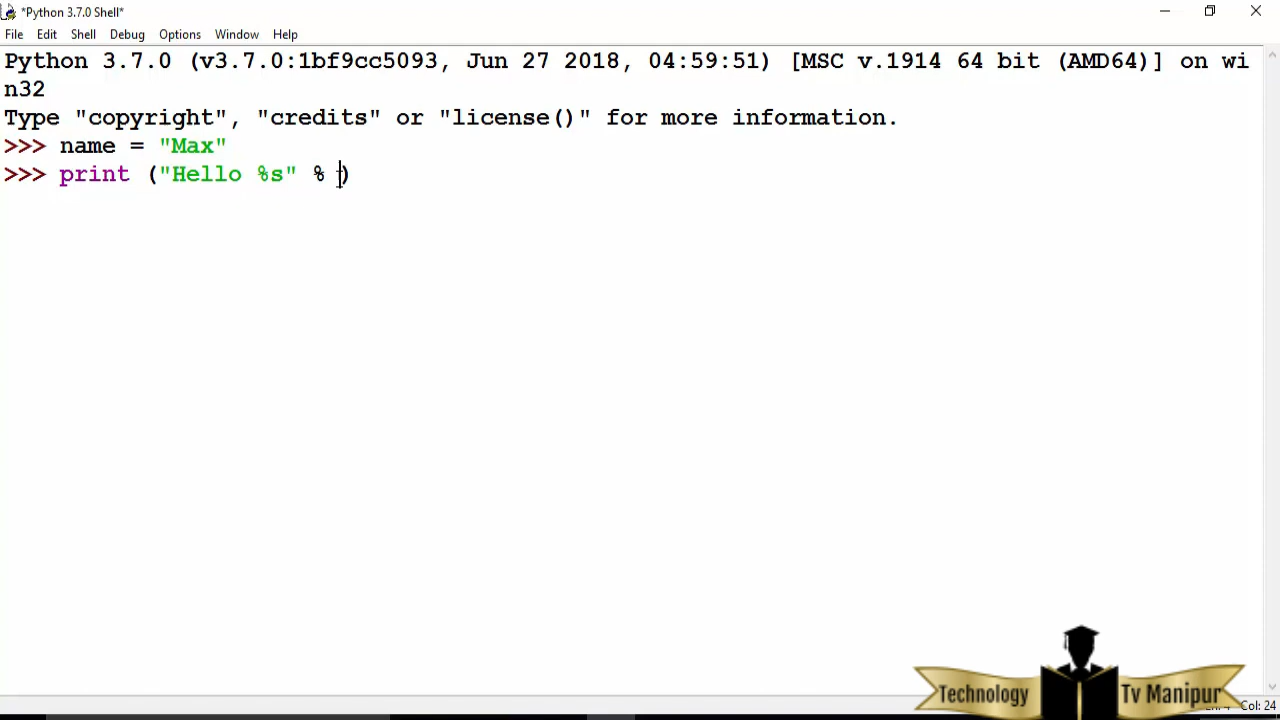 *Python 3.7.0 Shell*
File Edit Shell Debug Options Window Help
Python 3.7.0 (v3.7.0:1bf9cc5093, Jun 27 2018, 04:59:51) [MSC v.1914 64 bit (AMD64)] on wi
n32
Type "copyright", "credits" or "license()" for more information.
>>> name = "Max"
>>> print ("Hello %s" % )
Technology Tv Manipur
Col: 24